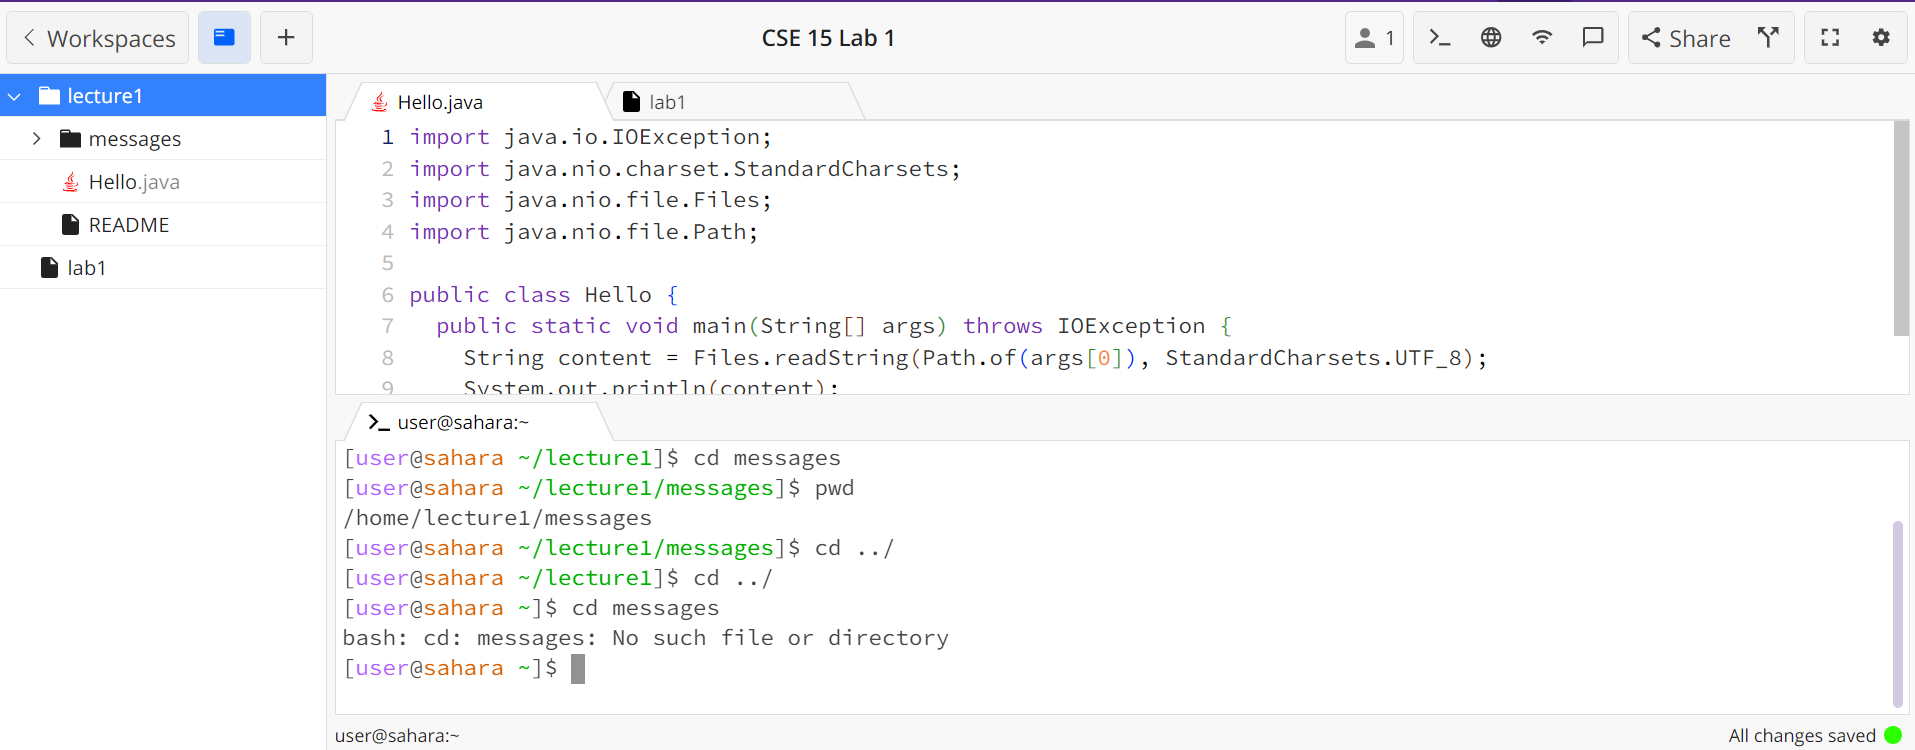 Workspaces
CSE 15 Lab 1
1
Share
lecture1
messages
Hello.java
README
lab1
Hello.java
lab1
1 import java.io.IOException;
2 import java.nio.charset.StandardCharsets;
3 import java.nio.file.Files;
4 import java.nio.file.Path;
5
6 public class Hello {
7 public static void main(String[] args) throws IOException {
8 String content = Files.readString(Path.of(args[0]), StandardCharsets.UTF_8);
9 System.out.println(content);
user@sahara:~
[user@sahara ~/lecture1]$ cd messages
[user@sahara ~/lecture1/messages]$ pwd
/home/lecture1/messages
[user@sahara ~/lecture1/messages]$ cd ../
[user@sahara ~/lecture1]$ cd ../
[user@sahara ~]$ cd messages
bash: cd: messages: No such file or directory
[user@sahara ~]$
user@sahara:~
All changes saved